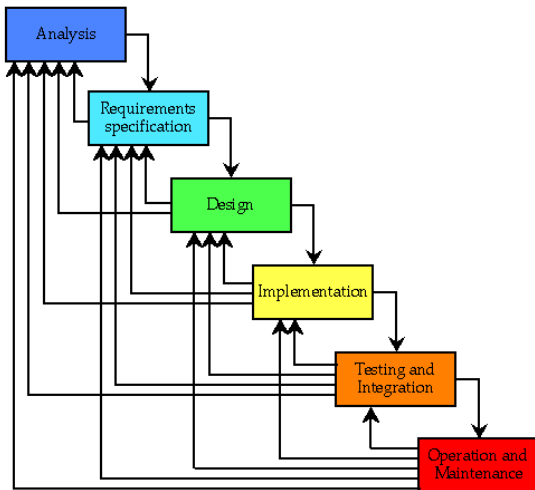 Analysis
Requirements
specification
Design
Implementation
Testing and
Integration
Operation and
Maintenance